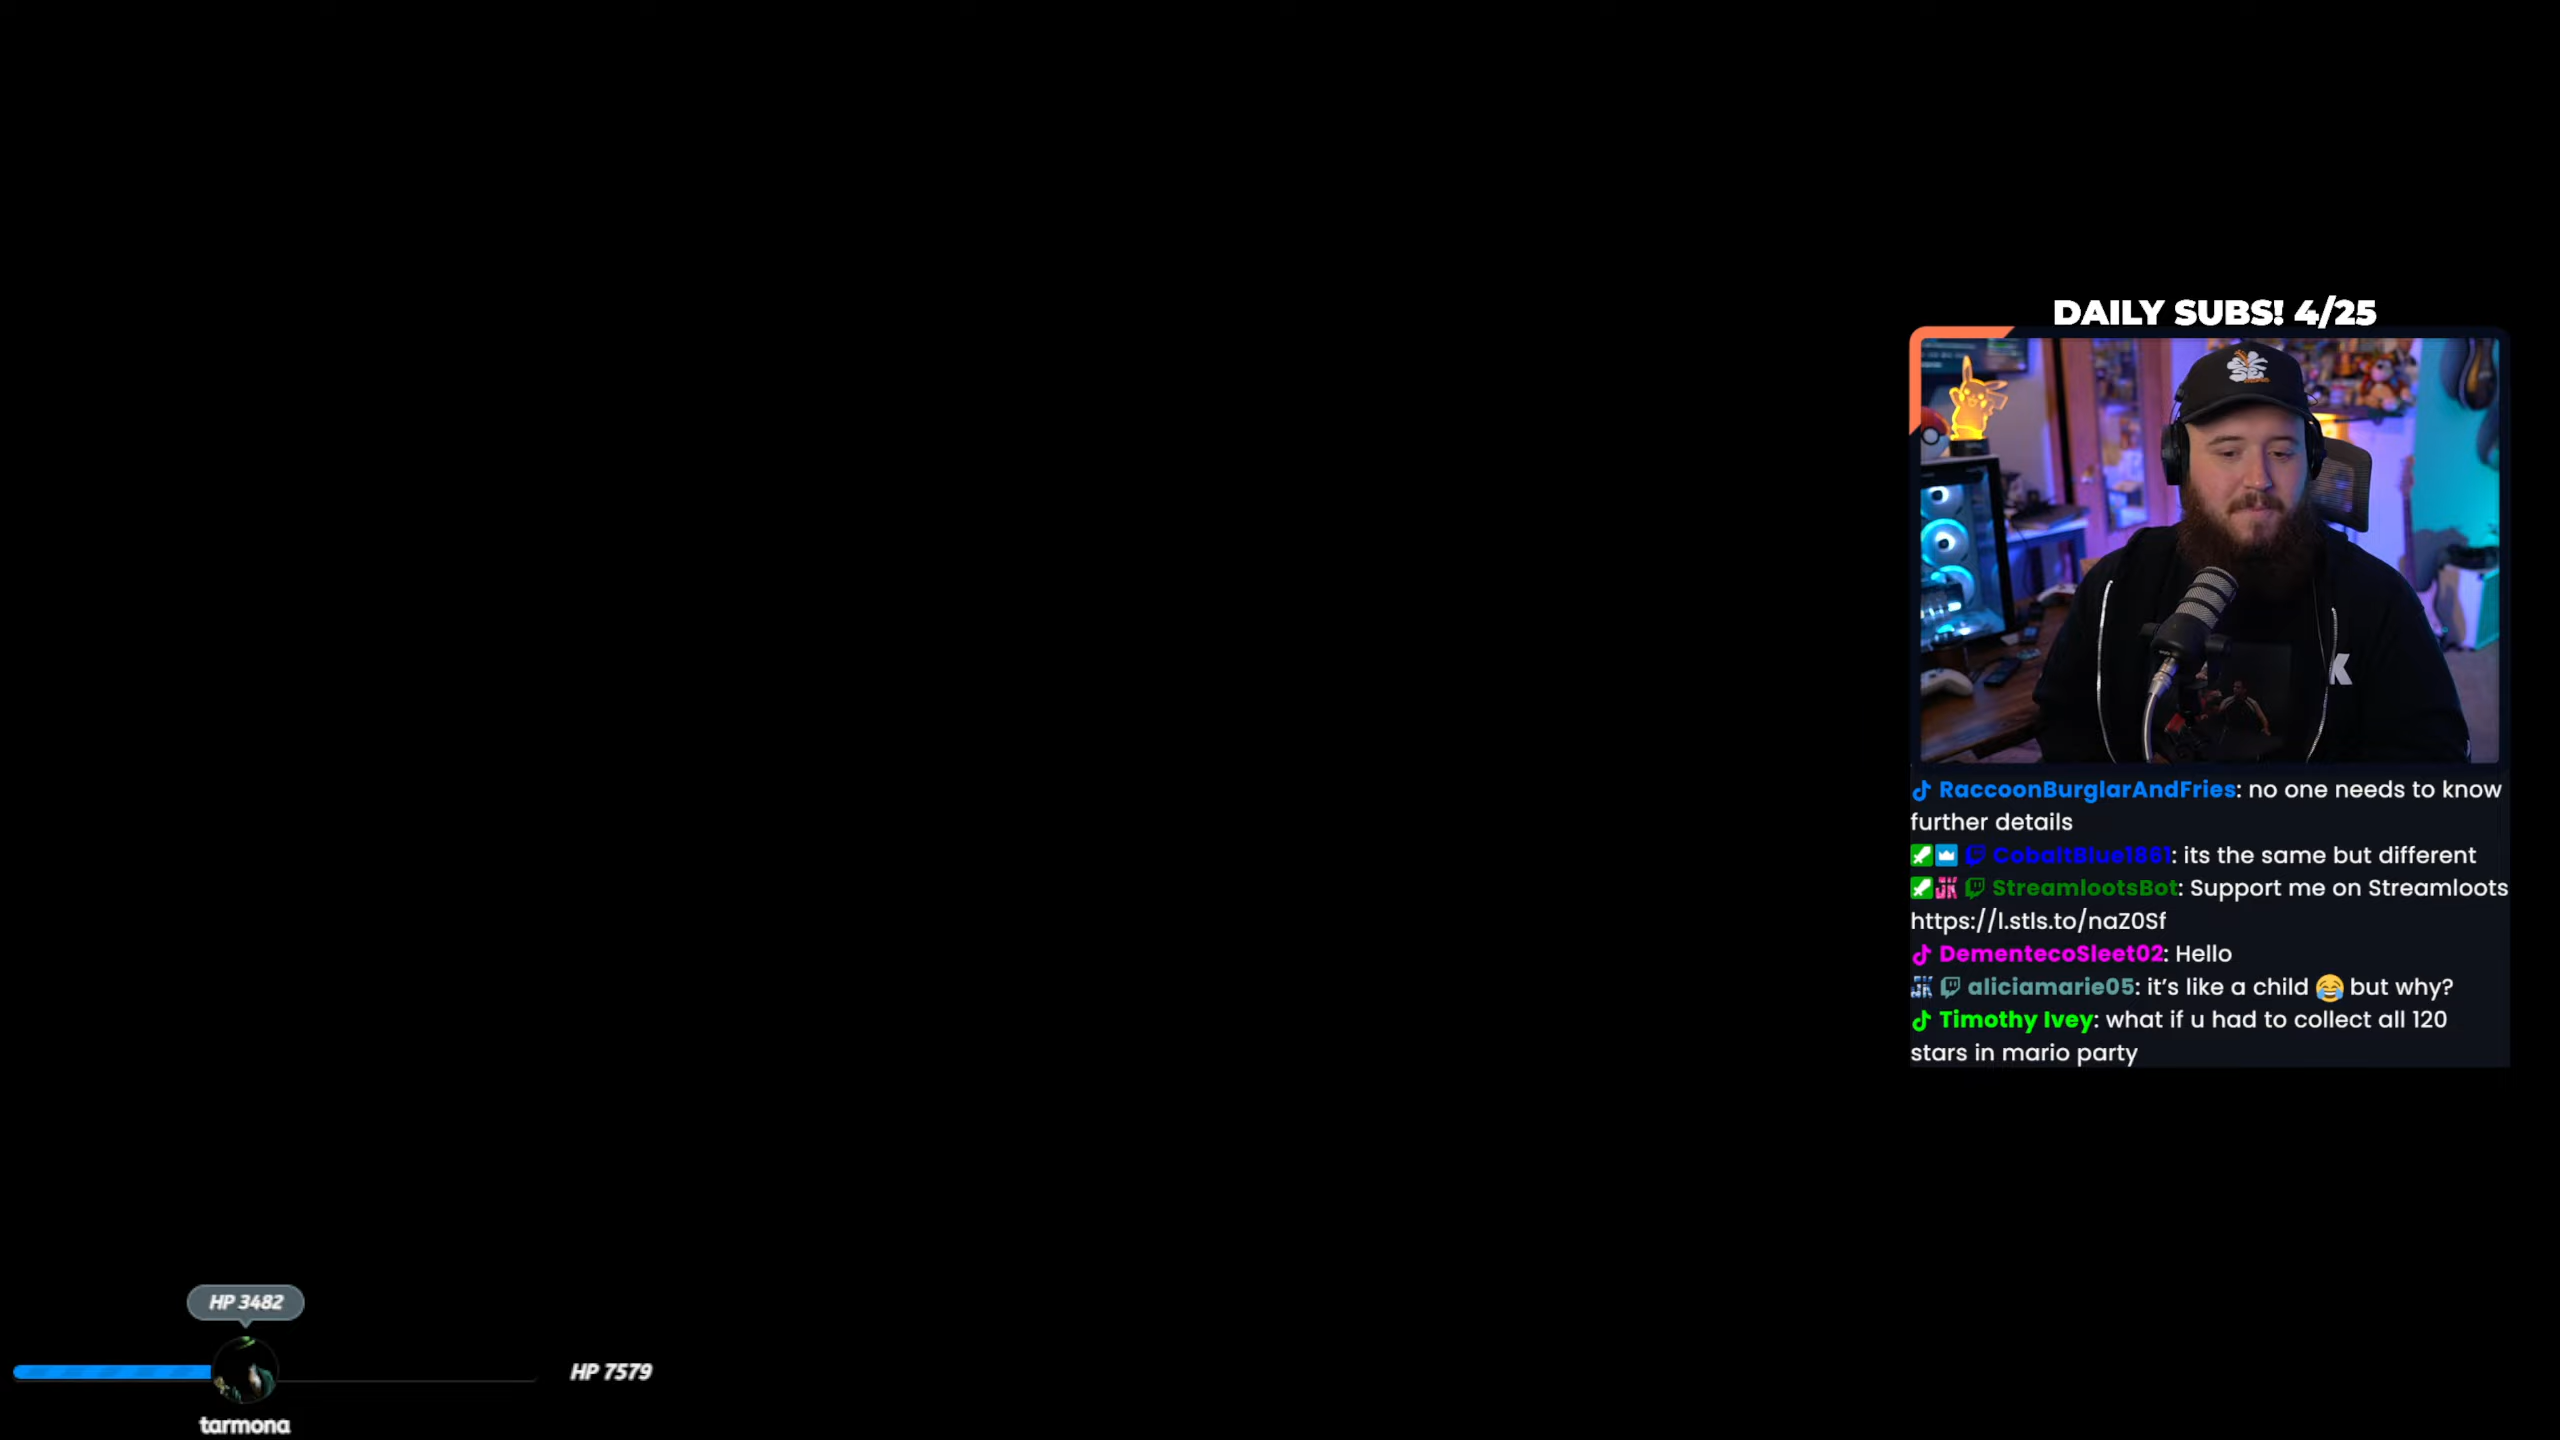 DAILY SUBS! 4/25
K
RaccoonBurglarAndFries: no one needs to know
further details
CobaltBlue1861: its the same but different
StreamlootsBot: Support me on Streamloots
https://l.stls.to/naZ0Sf
DementecoSleet02: Hello
aliciamarie05: it’s like a child 😂 but why?
Timothy Ivey: what if u had to collect all 120
stars in mario party
HP 3482
HP 7579
tarmona